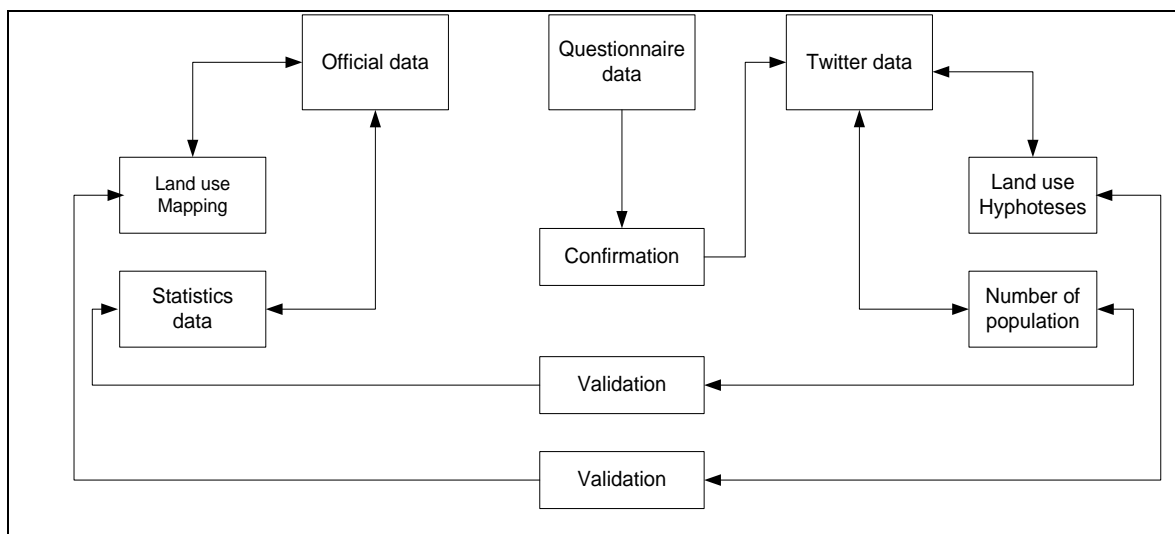 Official data
Questionnaire
data
Twitter data
Land use
Mapping
Land use
Hyphoteses
Confirmation
Statistics
data
Number of
population
Validation
Validation